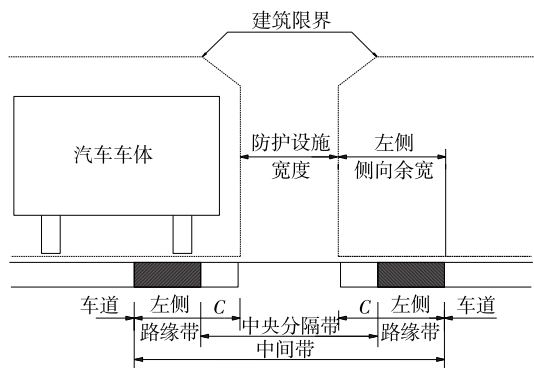 建筑限界
汽车车体
防护设施
宽度
左侧
侧向余宽
车道
左侧
路缘带
C
中央分隔带
中间带
C
左侧
路缘带
车道